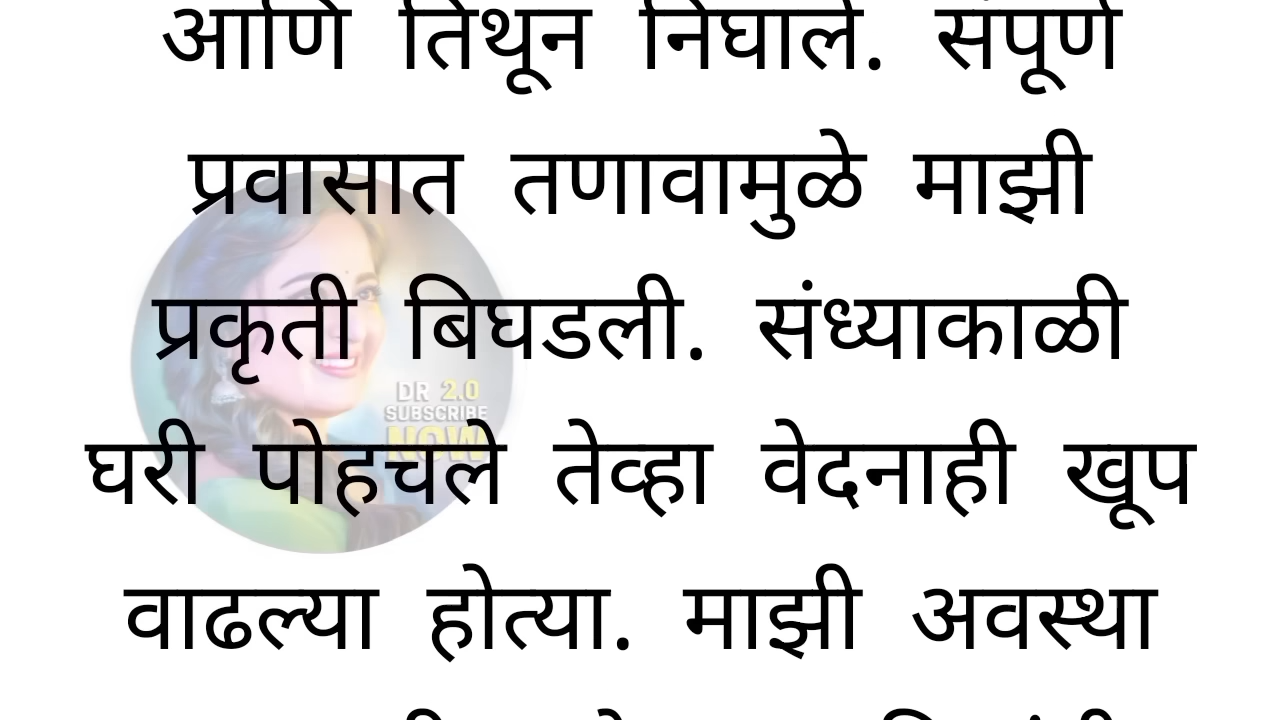 आणि तिथून निघाले. संपूर्ण
प्रवासात तणावामुळे माझी
प्रकृती बिघडली. संध्याकाळी
DR 2.0
SUBSCRIBE
NOW
घरी पोहचले तेव्हा वेदनाही खूप
वाढल्या होत्या. माझी अवस्था